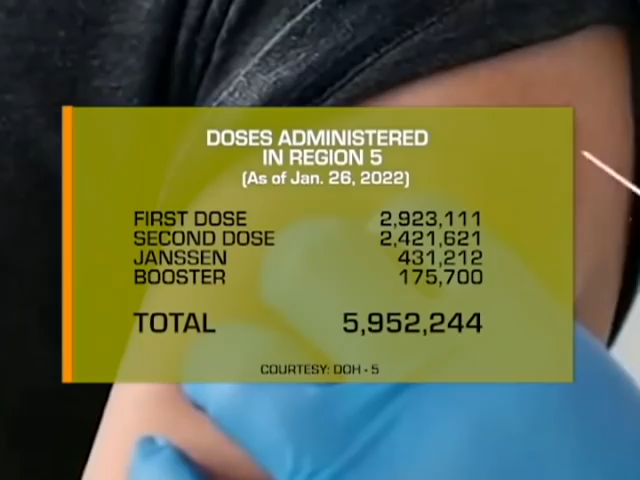 DOSES ADMINISTERED
IN REGION 5
(As of Jan. 26, 2022)
FIRST DOSE 2,923,111
SECOND DOSE 2,421,621
JANSSEN 431,212
BOOSTER 175,700
TOTAL 5,952,244
COURTESY: DOH - 5